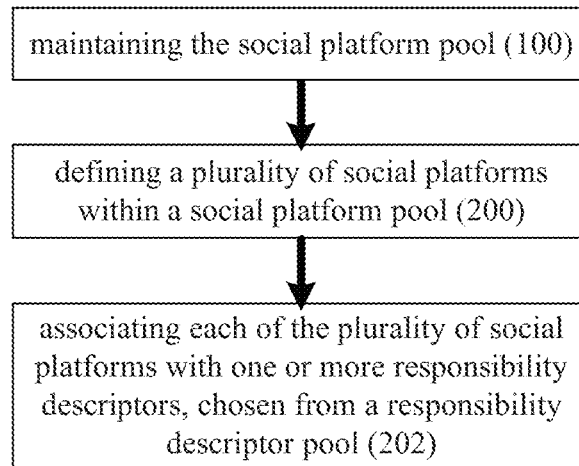 maintaining the social platform pool (100)
defining a plurality of social platforms
within a social platform pool (200)
associating each of the plurality of social
platforms with one or more responsibility
descriptors, chosen from a responsibility
descriptor pool (202)